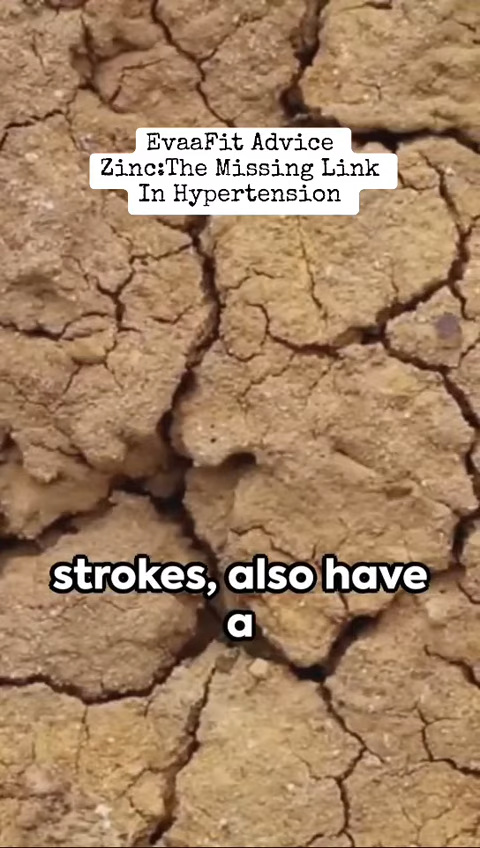 EvaaFit Advice
Zinc:The Missing Link
In Hypertension
strokes, also have
a